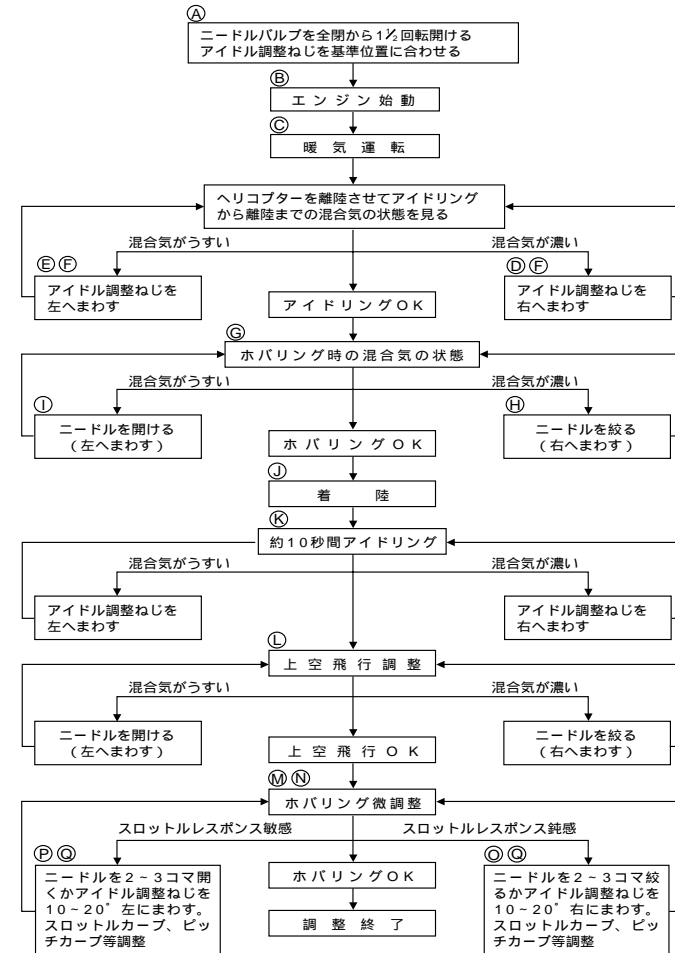 Ⓐ
ニードルバルブを全閉から1½回転開ける
アイドル調整ねじを基準位置に合わせる
Ⓑ
エンジン始動
Ⓒ
暖気運転
ヘリコプターを離陸させてアイドリング
から離陸までの混合気の状態を見る
混合気がうすい
混合気が濃い
Ⓔ Ⓕ
アイドル調整ねじを
左へまわす
Ⓓ Ⓕ
アイドル調整ねじを
右へまわす
アイドリングOK
Ⓖ
ホバリング時の混合気の状態
混合気がうすい
混合気が濃い
Ⓘ
ニードルを開ける
(左へまわす)
Ⓗ
ニードルを絞る
(右へまわす)
ホバリングOK
Ⓙ
着陸
Ⓚ
約10秒間アイドリング
混合気がうすい
混合気が濃い
アイドル調整ねじを
左へまわす
アイドル調整ねじを
右へまわす
Ⓛ
上空飛行調整
混合気がうすい
混合気が濃い
ニードルを開ける
(左へまわす)
ニードルを絞る
(右へまわす)
上空飛行OK
Ⓜ Ⓝ
ホバリング微調整
スロットルレスポンス敏感
スロットルレスポンス鈍感
Ⓟ Ⓠ
ニードルを2~3コマ開
くかアイドル調整ねじを
10~20°左にまわす。
スロットルカーブ、ピッ
チカーブ等調整
Ⓞ Ⓠ
ニードルを2~3コマ絞
るかアイドル調整ねじを
10~20°右にまわす。
スロットルカーブ、ピッ
チカーブ等調整
ホバリングOK
調整終了